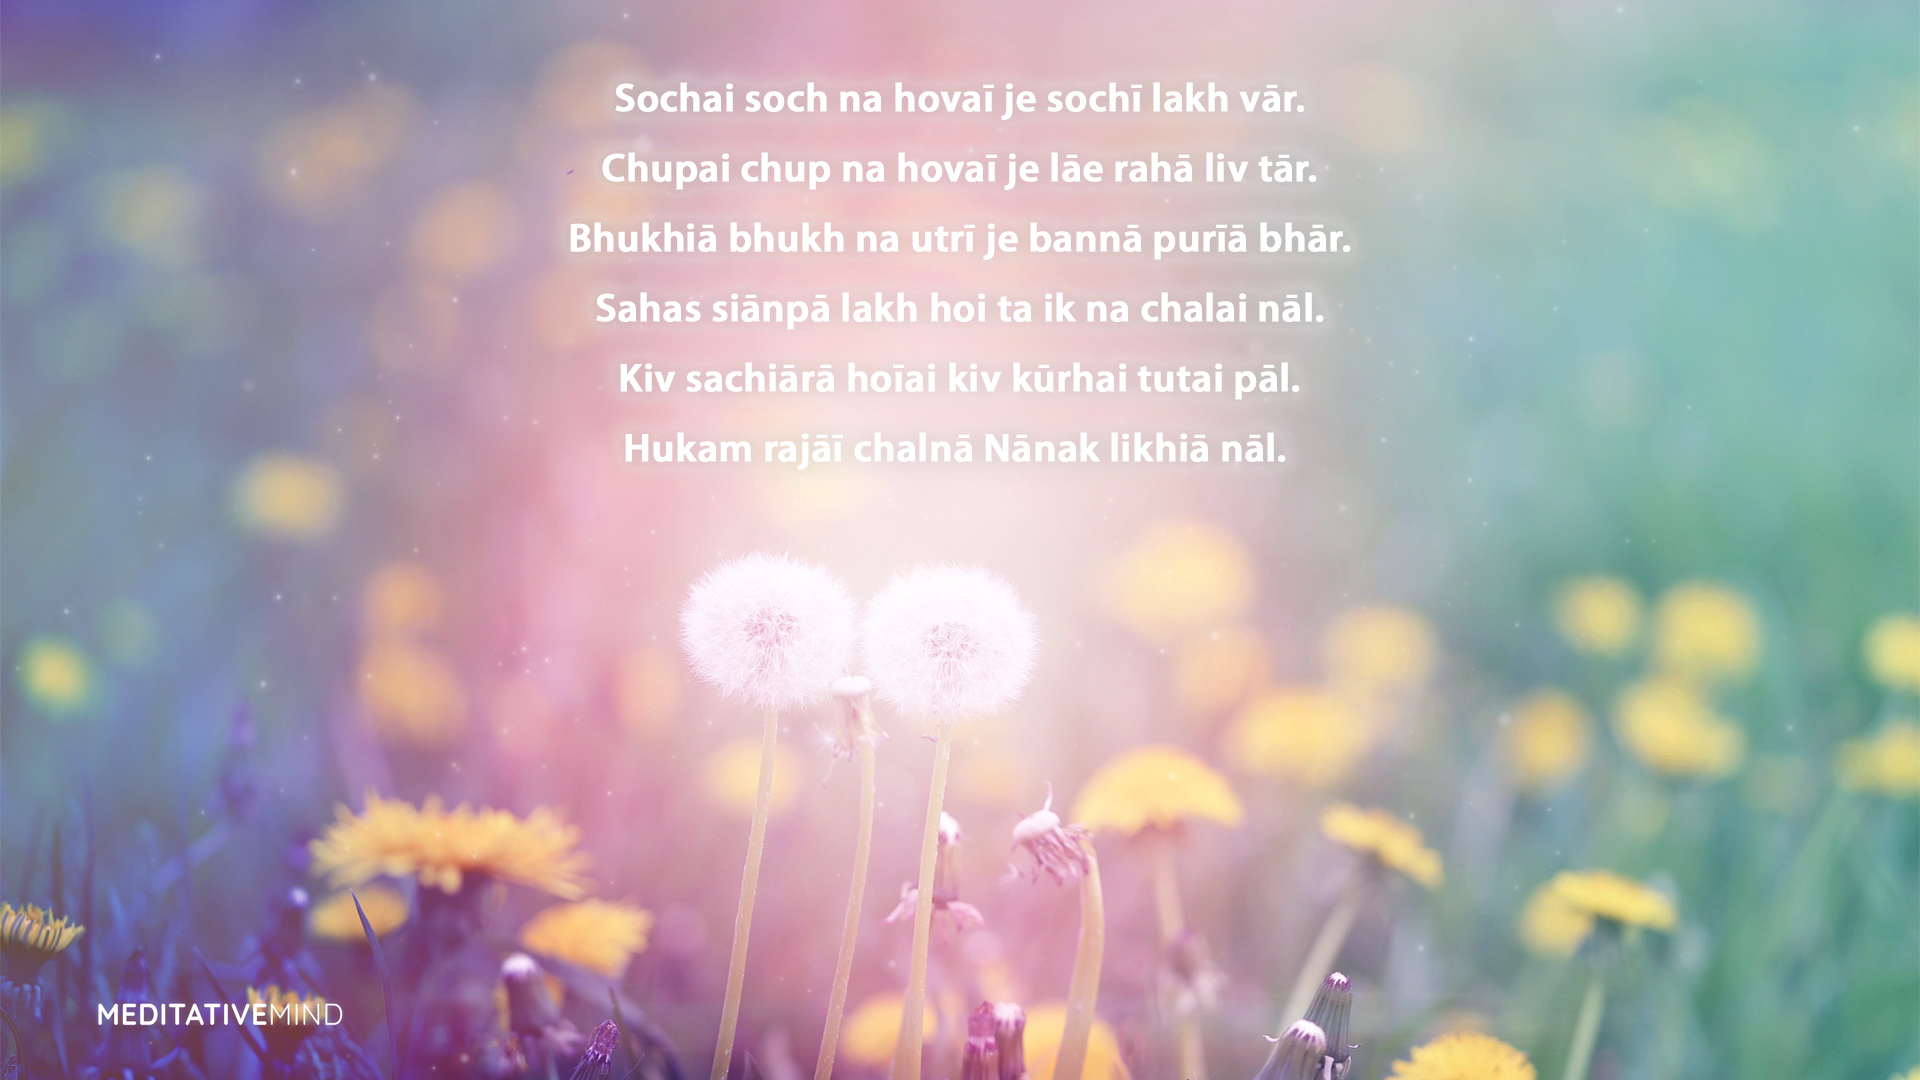 Sochai soch na hovaī je sochī lakh vār.
Chupai chup na hovaī je lāe rahā liv tār.
Bhukhiā bhukh na utrī je bannā purīā bhār.
Sahas siānpā lakh hoi ta ik na chalai nāl.
Kiv sachiārā hoīai kiv kūrhai tutai pāl.
Hukam rajāī chalnā Nānak likhiā nāl.
MEDITATIVEMIND